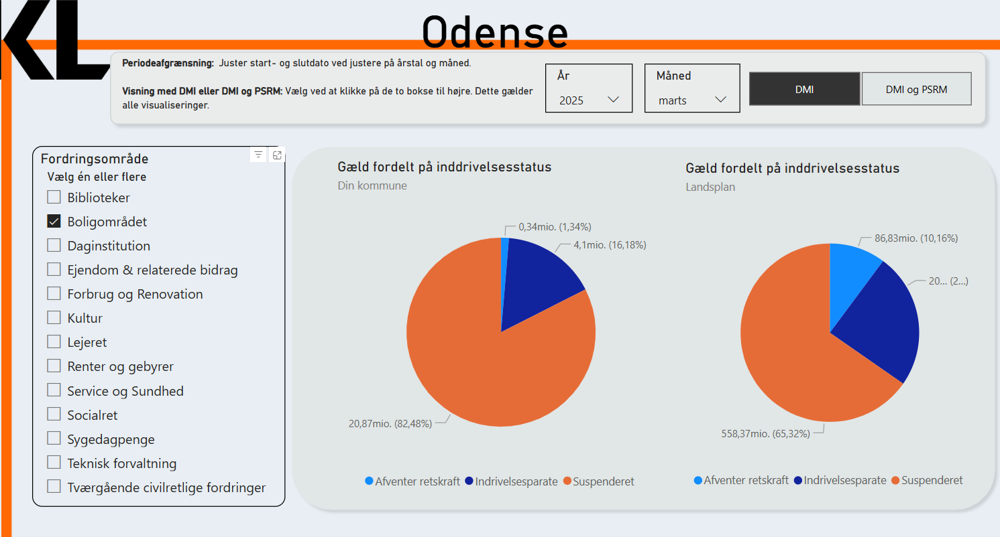 KL
Odense
Periodeafgrænsning: Juster start- og slutdato ved justere på årstal og måned.
Visning med DMI eller DMI og PSRM: Vælg ved at klikke på de to bokse til højre. Dette gælder
alle visualiseringer.
År
2025
Måned
marts
DMI
DMI og PSRM
Fordringsområde
Vælg én eller flere
Biblioteker
Boligområdet
Daginstitution
Ejendom & relaterede bidrag
Forbrug og Renovation
Kultur
Lejeret
Renter og gebyrer
Service og Sundhed
Socialret
Sygedagpenge
Teknisk forvaltning
Tværgående civilretlige fordringer
Gæld fordelt på inddrivelsesstatus
Din kommune
0,34mio. (1,34%)
4,1mio. (16,18%)
20,87mio. (82,48%)
Afventer retskraft Indrivelsesparate Suspenderet
Gæld fordelt på inddrivelsesstatus
Landsplan
86,83mio. (10,16%)
20... (2...)
558,37mio. (65,32%)
Afventer retskraft Indrivelsesparate Suspenderet